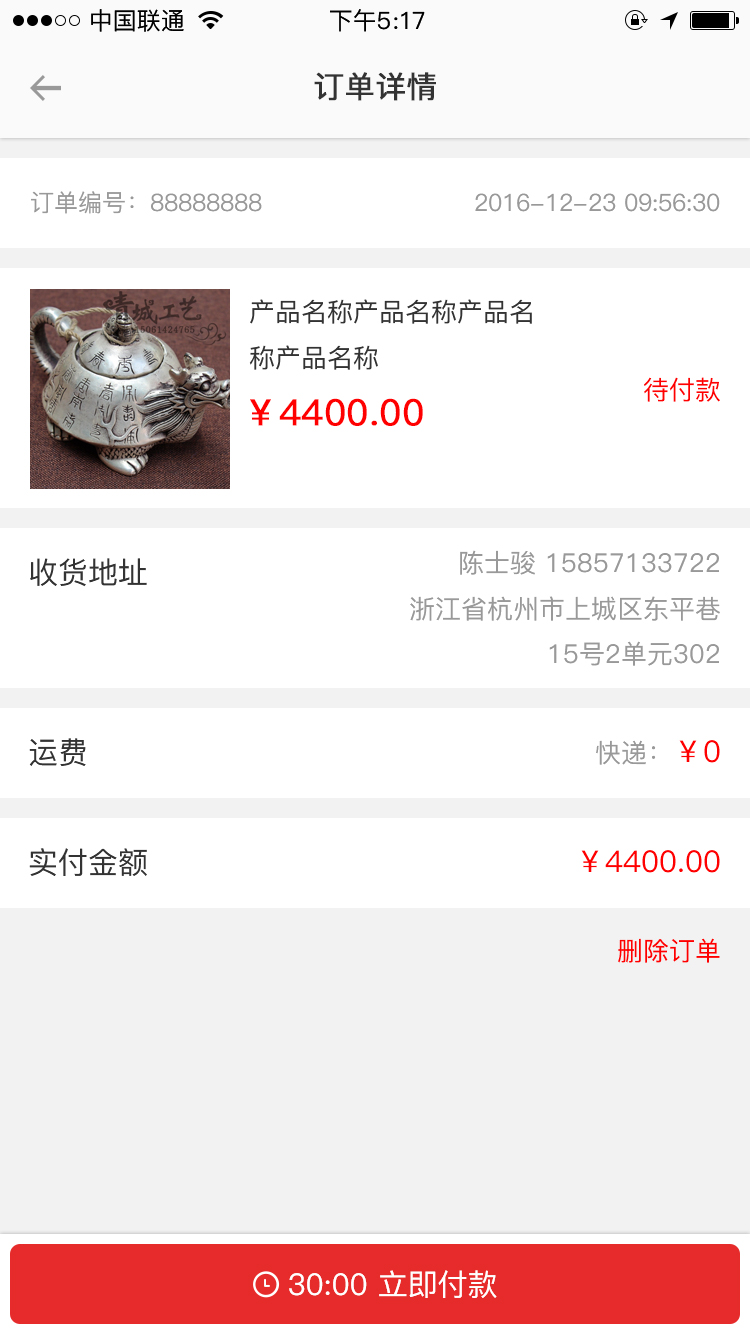 中国联通
下午5:17
订单详情
订单编号：88888888
2016-12-23 09:56:30
晴城工艺
产品名称产品名称产品名
称产品名称
¥4400.00
待付款
收货地址
陈士骏 15857133722
浙江省杭州市上城区东平巷
15号2单元302
运费
快递：¥0
实付金额
¥4400.00
删除订单
30:00 立即付款